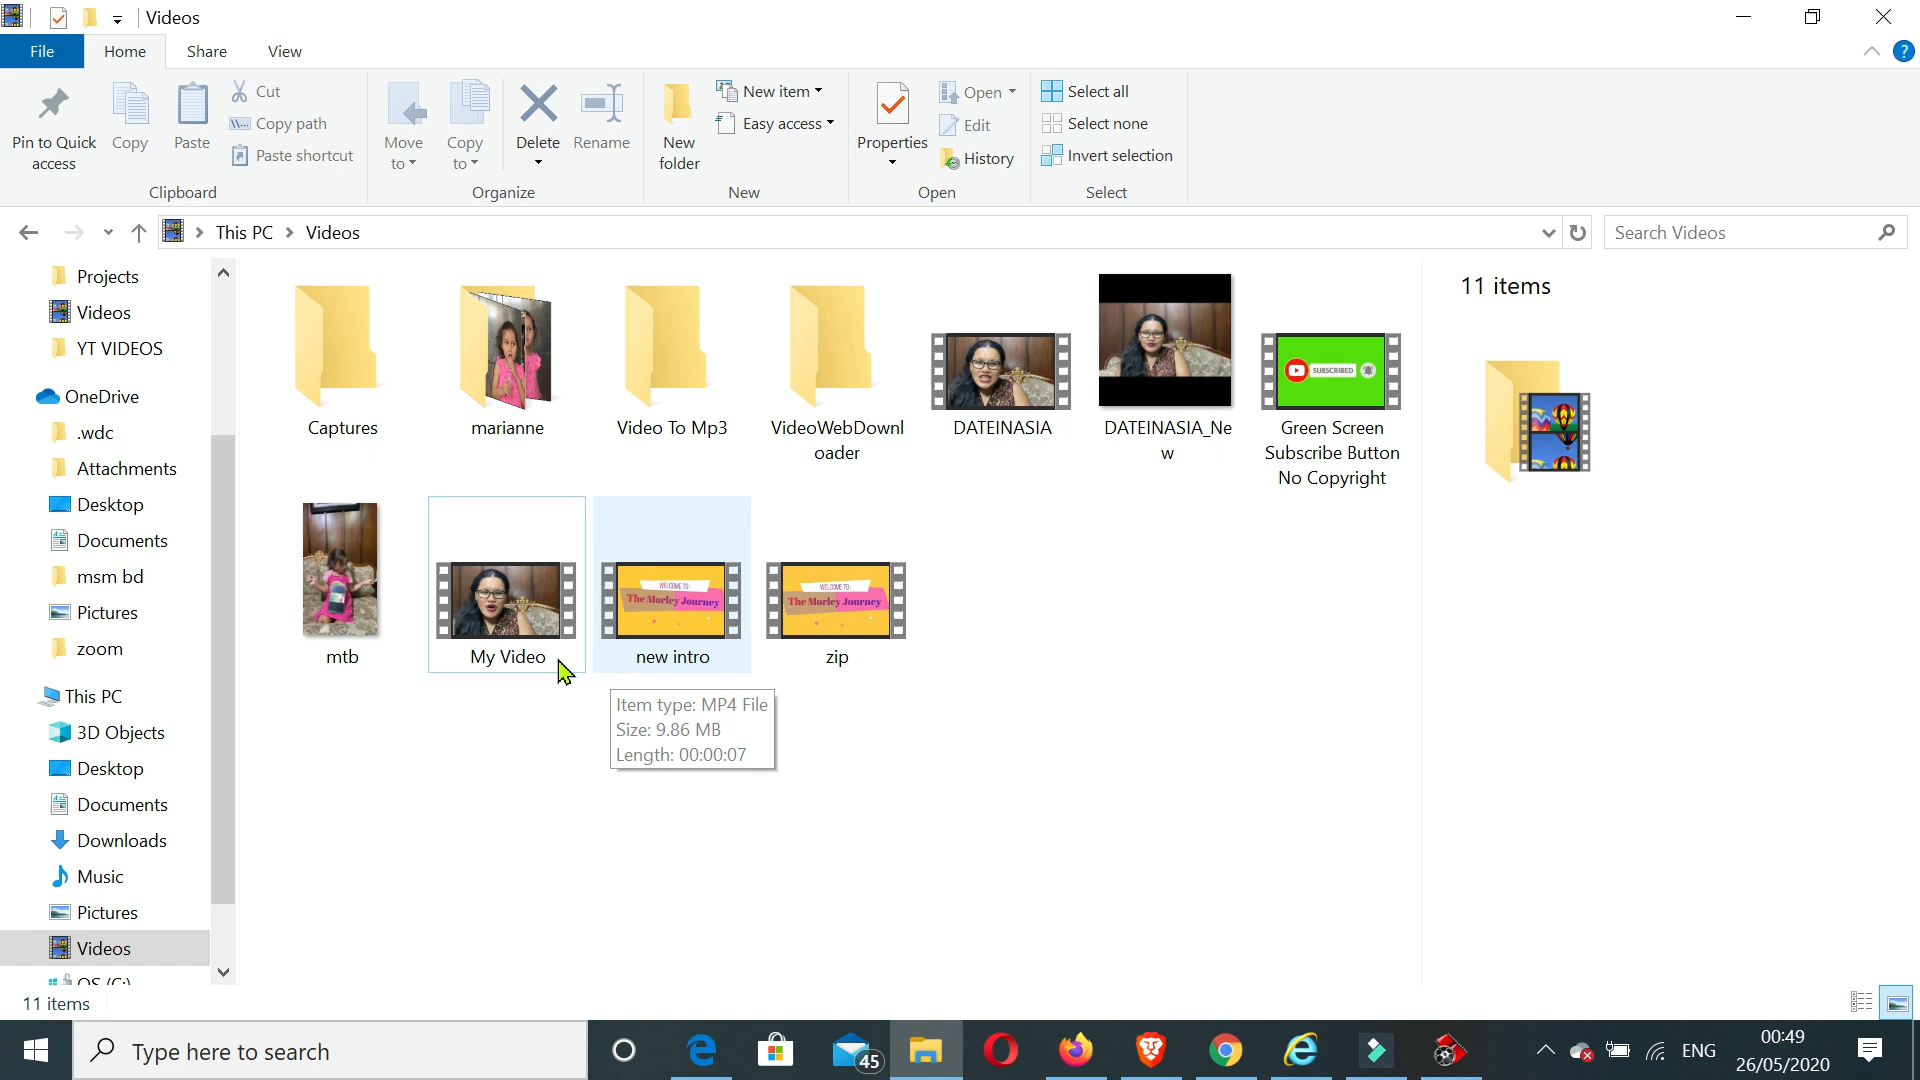 Videos
File
Home
Share
View
Pin to Quick
access
Copy
Paste
Cut
Copy path
Paste shortcut
Clipboard
Move
to
Copy
to
Delete
Rename
Organize
New
folder
New item
Easy access
New
Properties
Open
Edit
History
Open
Select all
Select none
Invert selection
Select
This PC
Videos
Search Videos
Projects
Videos
YT VIDEOS
OneDrive
.wdc
Attachments
Desktop
Documents
msm bd
Pictures
zoom
This PC
3D Objects
Desktop
Documents
Downloads
Music
Pictures
Videos
OS (C:)
Captures
marianne
Video To Mp3
VideoWebDownl
oader
DATEINASIA
DATEINASIA_Ne
w
SUBSCRIBED
Green Screen
Subscribe Button
No Copyright
mtb
My Video
WELCOME TO:
The Morley Journey
new intro
WELCOME TO:
The Morley Journey
zip
Item type: MP4 File
Size: 9.86 MB
Length: 00:00:07
11 items
11 items
Type here to search
45
ENG
00:49
26/05/2020